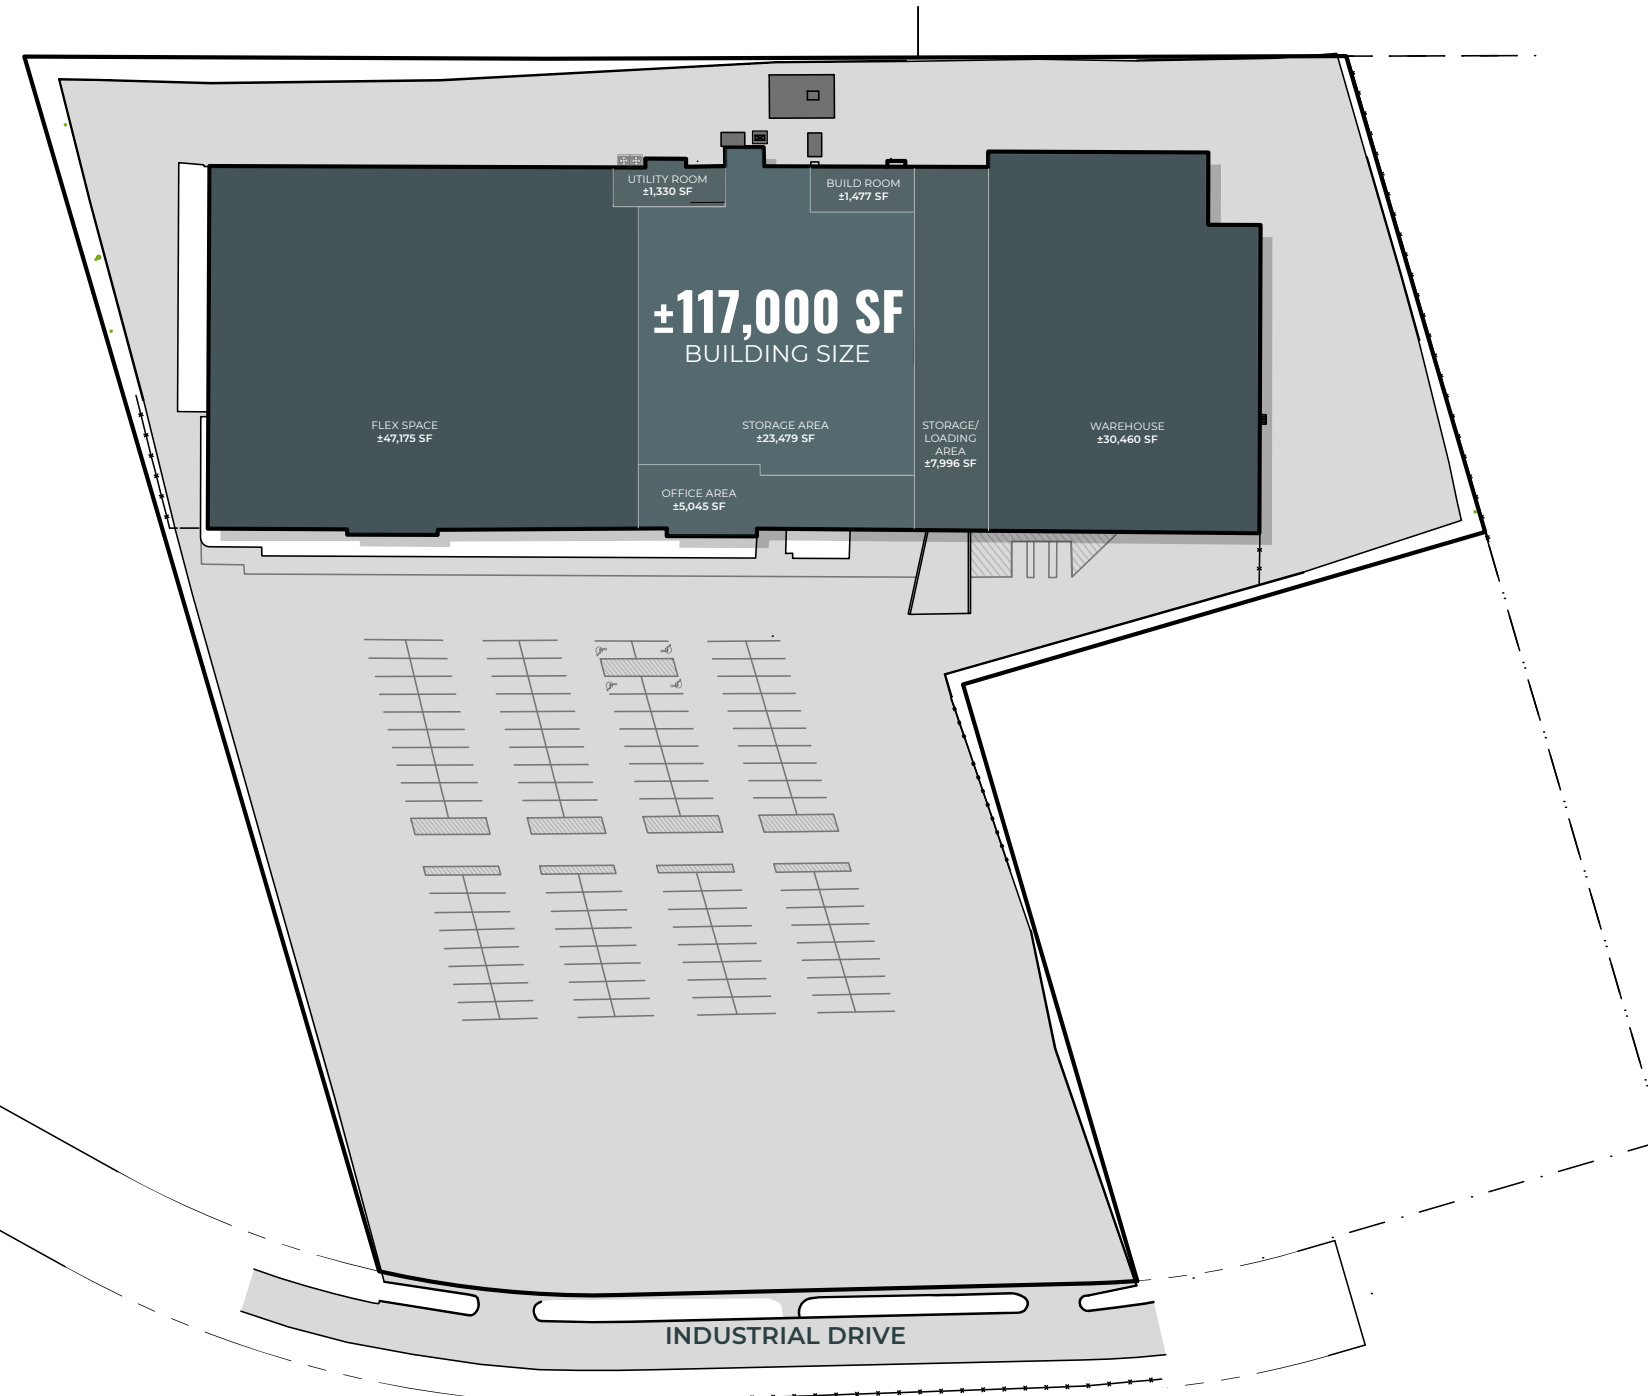 UTILITY ROOM
±1,330 SF
BUILD ROOM
±1,477 SF
±117,000 SF
BUILDING SIZE
FLEX SPACE
±47,175 SF
STORAGE AREA
±23,479 SF
STORAGE/
LOADING
AREA
±7,996 SF
WAREHOUSE
±30,460 SF
OFFICE AREA
±5,045 SF
INDUSTRIAL DRIVE